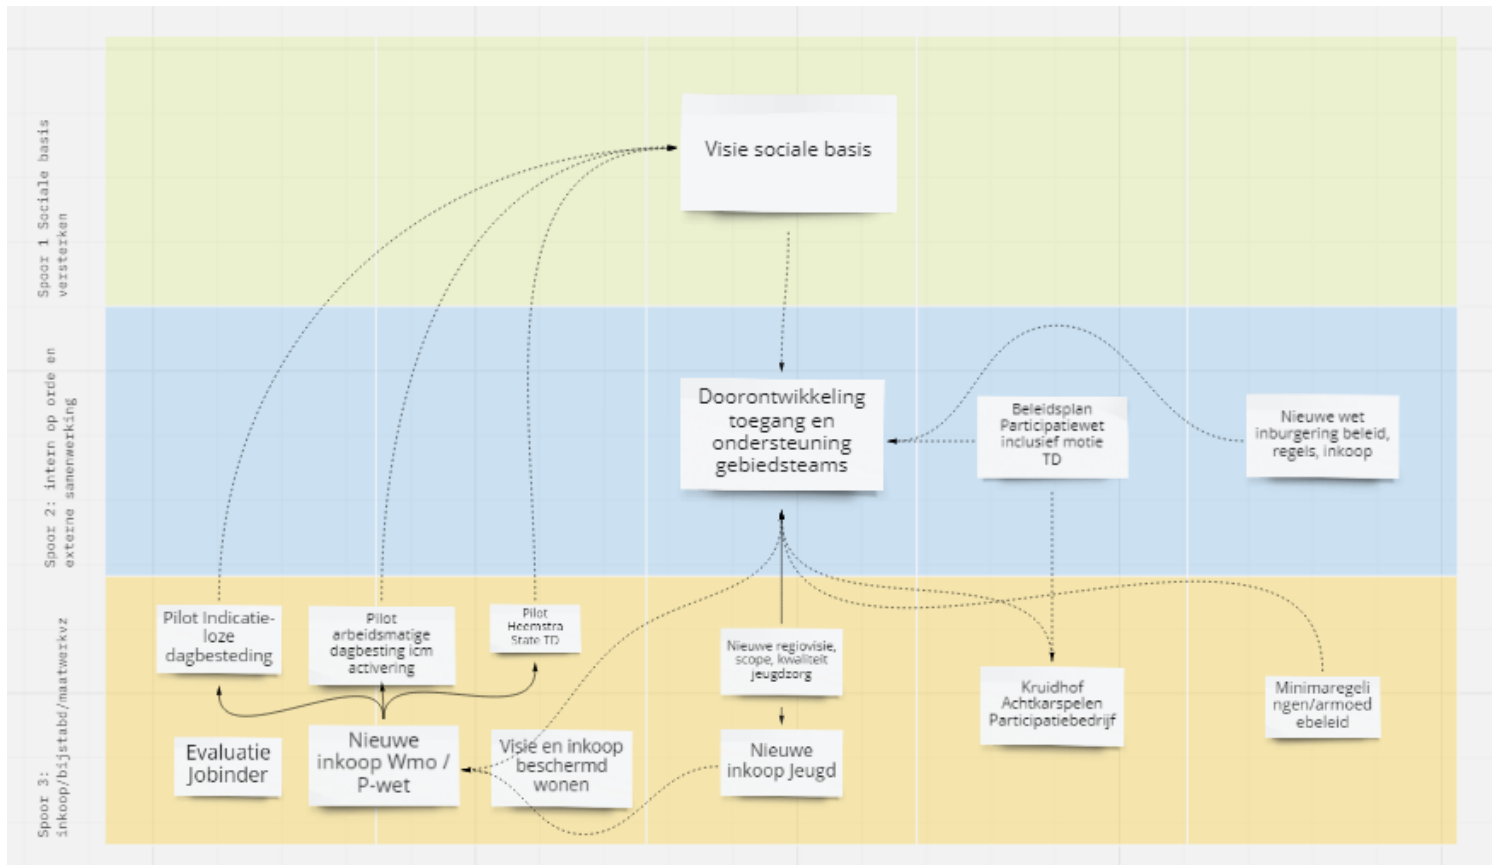 Spoor 1 Sociale basis
versterken
Visie sociale basis
Spoor 2: intern op orde en
externe samenwerking
Doorontwikkeling
toegang en
ondersteuning
gebiedsteams
Beleidsplan
Participatiewet
inclusief motie
TD
Nieuwe wet
inburgering beleid,
regels, inkoop
Spoor 3:
inkoop/bijstabd/maatwerkvz
Pilot Indicatie-
loze
dagbesteding
Pilot
arbeidsmatige
dagbesting icm
activering
Pilot
Heemstra
State TD
Nieuwe regiovisie,
scope, kwaliteit
jeugdzorg
Kruidhof
Achtkarspelen
Participatiebedrijf
Minimaregeli
ngen/armoed
ebeleid
Evaluatie
Jobinder
Nieuwe
inkoop Wmo /
P-wet
Visie en inkoop
beschermd
wonen
Nieuwe
inkoop Jeugd